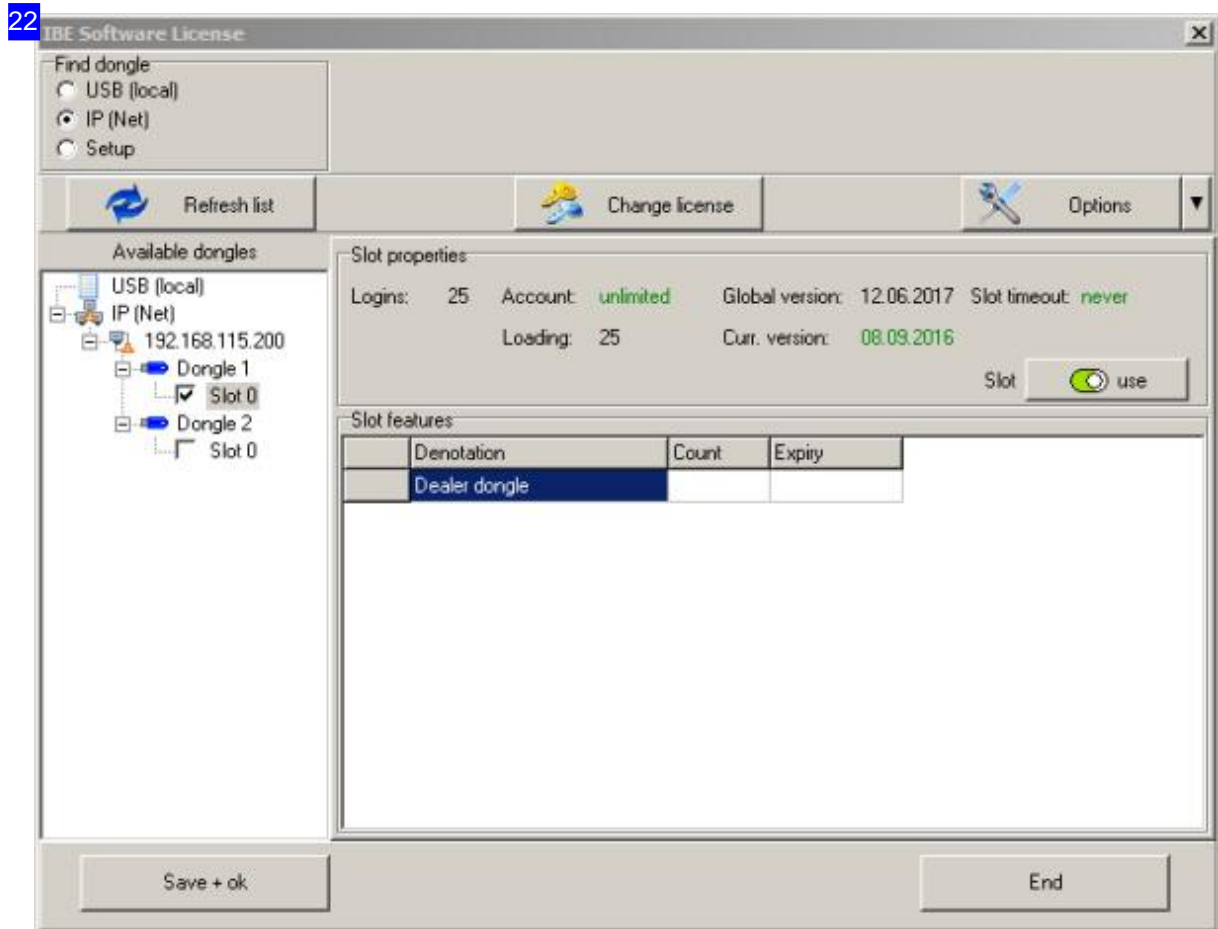 22
IBE Software License
Find dongle
USB (local)
IP (Net)
Setup
Refresh list
Change license
Options
Available dongles
USB (local)
IP (Net)
192.168.115.200
Dongle 1
Slot 0
Dongle 2
Slot 0
Slot properties
Logins: 25 Account: unlimited Global version: 12.06.2017 Slot timeout: never
Loading: 25 Curr. version: 08.09.2016
Slot use
Slot features
Denotation Count Expiry
Dealer dongle
Save + ok
End